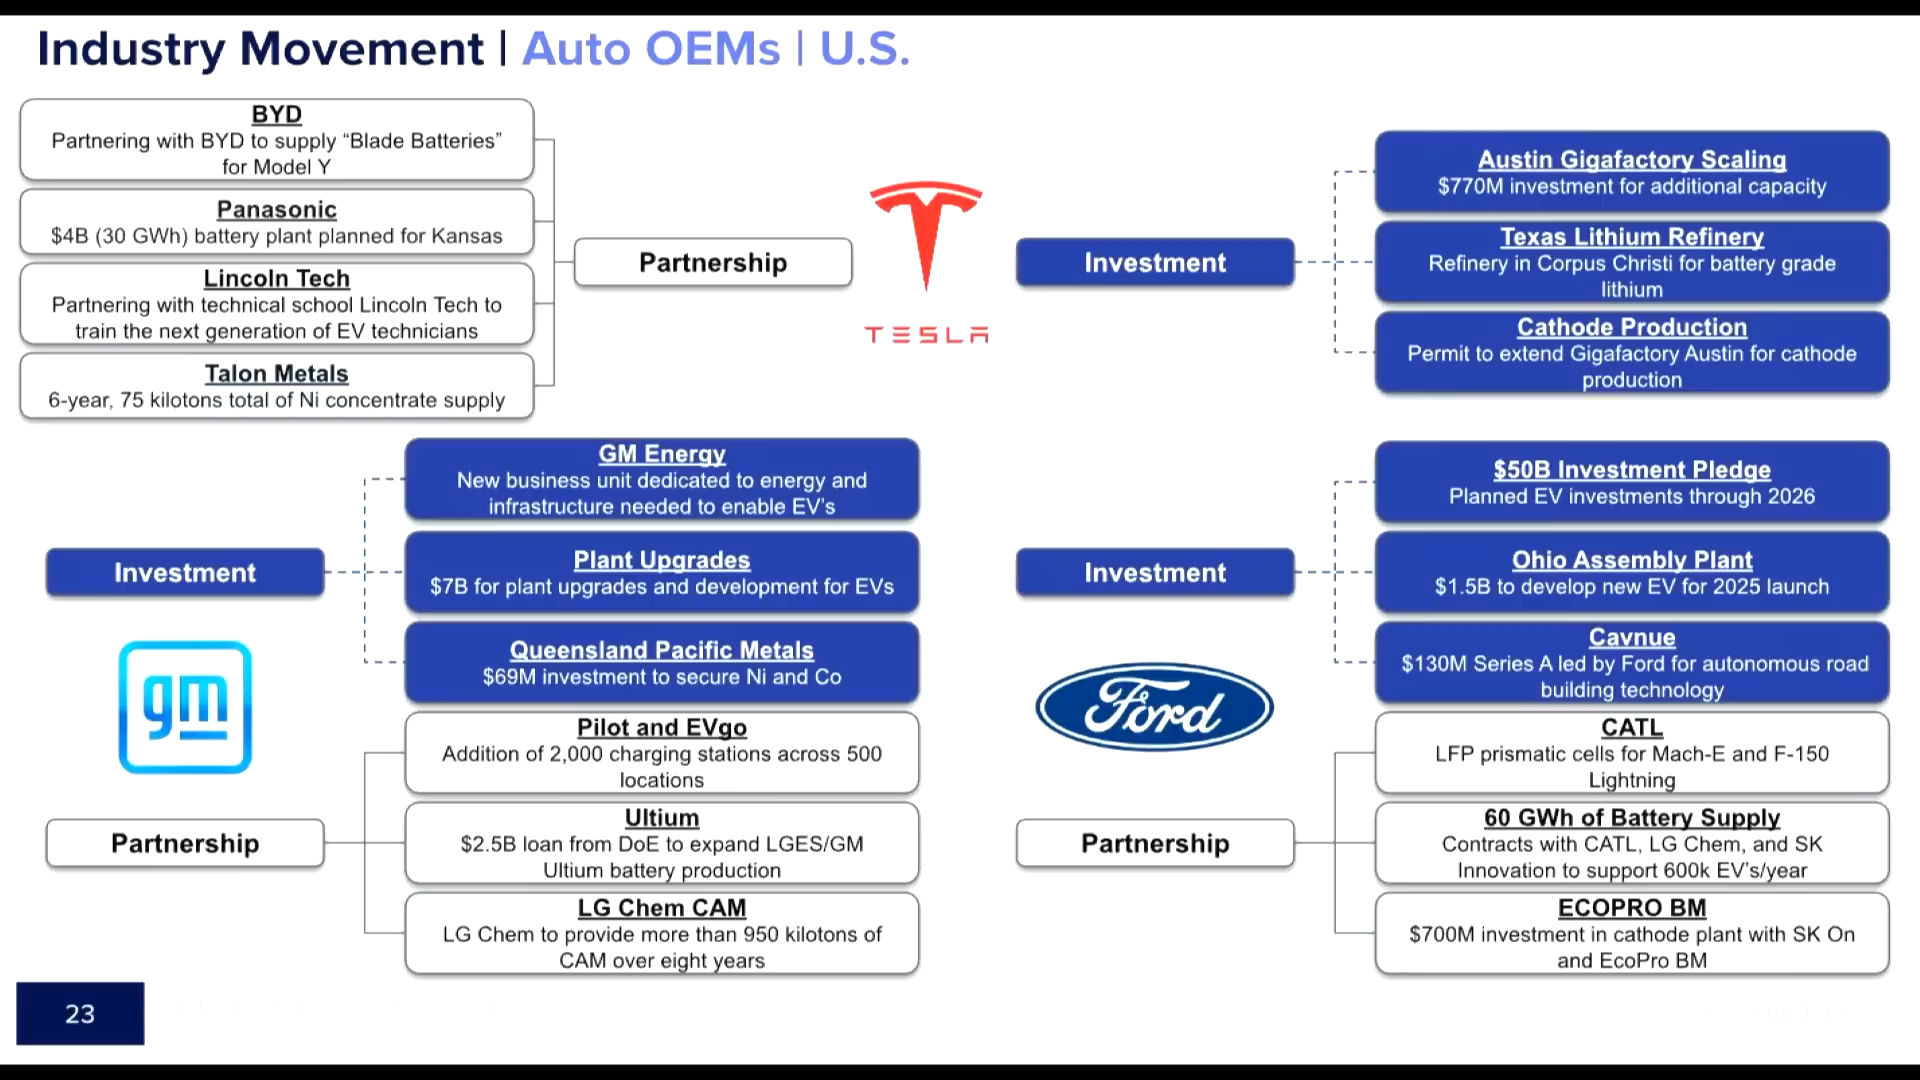 Industry Movement | Auto OEMs | U.S.
BYD
Partnering with BYD to supply “Blade Batteries”
for Model Y
Panasonic
$4B (30 GWh) battery plant planned for Kansas
Lincoln Tech
Partnering with technical school Lincoln Tech to
train the next generation of EV technicians
Talon Metals
6-year, 75 kilotons total of Ni concentrate supply
Partnership
TESLA
Investment
Austin Gigafactory Scaling
$770M investment for additional capacity
Texas Lithium Refinery
Refinery in Corpus Christi for battery grade
lithium
Cathode Production
Permit to extend Gigafactory Austin for cathode
production
Investment
GM Energy
New business unit dedicated to energy and
infrastructure needed to enable EV’s
Plant Upgrades
$7B for plant upgrades and development for EVs
Queensland Pacific Metals
$69M investment to secure Ni and Co
gm
Partnership
Pilot and EVgo
Addition of 2,000 charging stations across 500
locations
Ultium
$2.5B loan from DoE to expand LGES/GM
Ultium battery production
LG Chem CAM
LG Chem to provide more than 950 kilotons of
CAM over eight years
Investment
$50B Investment Pledge
Planned EV investments through 2026
Ohio Assembly Plant
$1.5B to develop new EV for 2025 launch
Cavnue
$130M Series A led by Ford for autonomous road
building technology
Ford
Partnership
CATL
LFP prismatic cells for Mach-E and F-150
Lightning
60 GWh of Battery Supply
Contracts with CATL, LG Chem, and SK
Innovation to support 600k EV’s/year
ECOPRO BM
$700M investment in cathode plant with SK On
and EcoPro BM
23